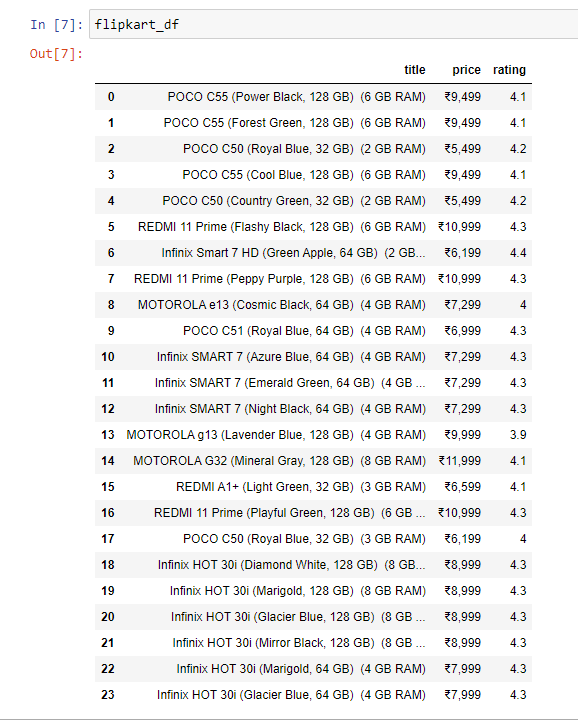 In [7]: flipkart_df
Out[7]:
title price rating
0 POCO C55 (Power Black, 128 GB) (6 GB RAM) ₹9,499 4.1
1 POCO C55 (Forest Green, 128 GB) (6 GB RAM) ₹9,499 4.1
2 POCO C50 (Royal Blue, 32 GB) (2 GB RAM) ₹5,499 4.2
3 POCO C55 (Cool Blue, 128 GB) (6 GB RAM) ₹9,499 4.1
4 POCO C50 (Country Green, 32 GB) (2 GB RAM) ₹5,499 4.2
5 REDMI 11 Prime (Flashy Black, 128 GB) (6 GB RAM) ₹10,999 4.3
6 Infinix Smart 7 HD (Green Apple, 64 GB) (2 GB... ₹6,199 4.4
7 REDMI 11 Prime (Peppy Purple, 128 GB) (6 GB RAM) ₹10,999 4.3
8 MOTOROLA e13 (Cosmic Black, 64 GB) (4 GB RAM) ₹7,299 4
9 POCO C51 (Royal Blue, 64 GB) (4 GB RAM) ₹6,999 4.3
10 Infinix SMART 7 (Azure Blue, 64 GB) (4 GB RAM) ₹7,299 4.3
11 Infinix SMART 7 (Emerald Green, 64 GB) (4 GB ... ₹7,299 4.3
12 Infinix SMART 7 (Night Black, 64 GB) (4 GB RAM) ₹7,299 4.3
13 MOTOROLA g13 (Lavender Blue, 128 GB) (4 GB RAM) ₹9,999 3.9
14 MOTOROLA G32 (Mineral Gray, 128 GB) (8 GB RAM) ₹11,999 4.1
15 REDMI A1+ (Light Green, 32 GB) (3 GB RAM) ₹6,599 4.1
16 REDMI 11 Prime (Playful Green, 128 GB) (6 GB ... ₹10,999 4.3
17 POCO C50 (Royal Blue, 32 GB) (3 GB RAM) ₹6,199 4
18 Infinix HOT 30i (Diamond White, 128 GB) (8 GB... ₹8,999 4.3
19 Infinix HOT 30i (Marigold, 128 GB) (8 GB RAM) ₹8,999 4.3
20 Infinix HOT 30i (Glacier Blue, 128 GB) (8 GB ... ₹8,999 4.3
21 Infinix HOT 30i (Mirror Black, 128 GB) (8 GB ... ₹8,999 4.3
22 Infinix HOT 30i (Marigold, 64 GB) (4 GB RAM) ₹7,999 4.3
23 Infinix HOT 30i (Glacier Blue, 64 GB) (4 GB RAM) ₹7,999 4.3